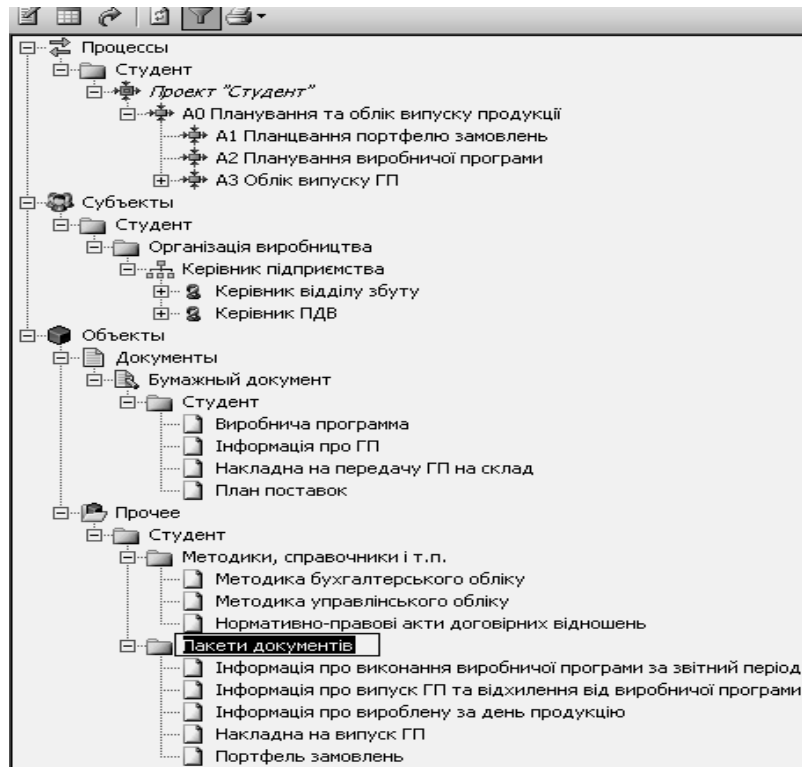 Процессы
Студент
Проект "Студент"
А0 Планування та облік випуску продукції
А1 Планцвання портфелю замовлень
А2 Планування виробничої програми
А3 Облік випуску ГП
Субъекты
Студент
Організація виробництва
Керівник підприємства
Керівник відділу збуту
Керівник ПДВ
Объекты
Документы
Бумажный документ
Студент
Виробнича программа
Інформація про ГП
Накладна на передачу ГП на склад
План поставок
Прочее
Студент
Методики, справочники і т.п.
Методика бухгалтерського обліку
Методика управлінського обліку
Нормативно-правові акти договірних відношень
Пакети документів
Інформація про виконання виробничої програми за звітний період
Інформація про випуск ГП та відхилення від виробничої програми
Інформація про вироблену за день продукцію
Накладна на випуск ГП
Портфель замовлень